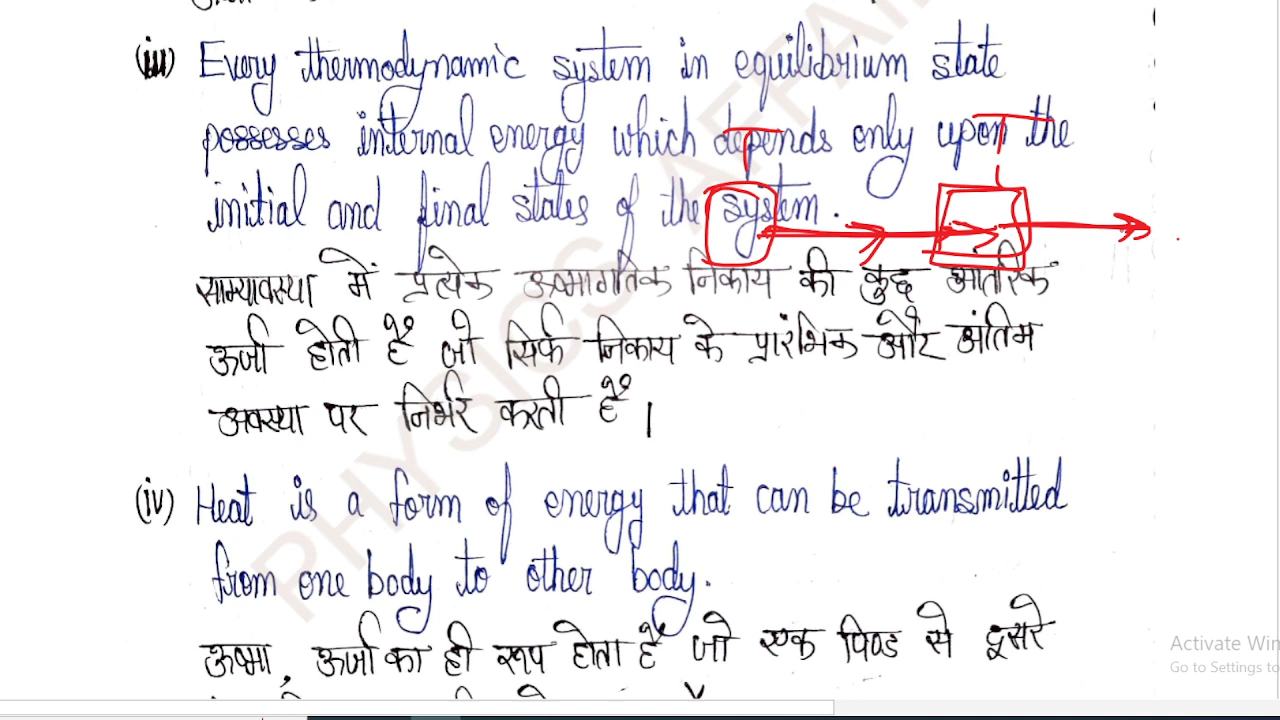 (iii) Every thermodynamic system in equilibrium state
possesses internal energy which depends only upon the
initial and final states of the system.
साम्यावस्था में प्रत्येक ऊष्मागतिक निकाय की कुछ आंतरिक
ऊर्जा होती है जो सिर्फ निकाय के प्रारंभिक और अंतिम
अवस्था पर निर्भर करती है।
(iv) Heat is a form of energy that can be transmitted
from one body to other body.
ऊष्मा, ऊर्जा का ही रूप होता है जो एक पिण्ड से दूसरे
PHYSICS AFFAI
Activate Win
Go to Settings to